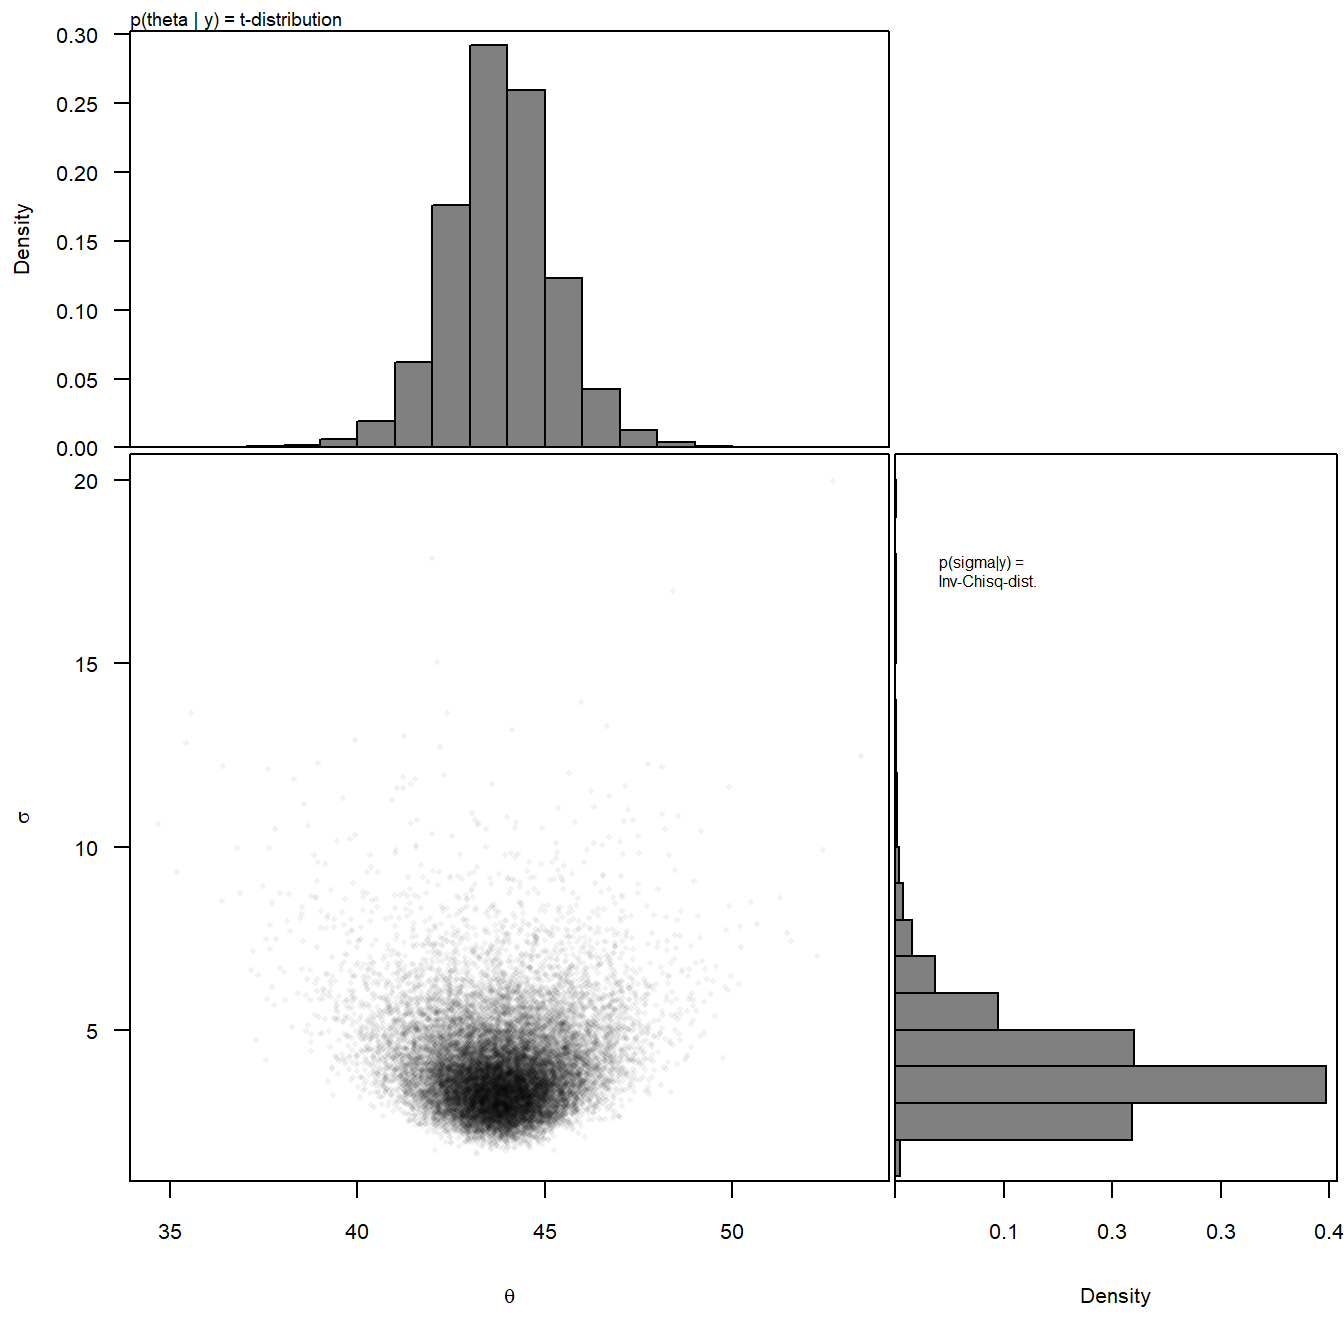 p(theta | y) = t-distribution
0.30
0.25
0.20
0.15
0.10
0.05
0.00
Density
20
15
10
5
σ
p(sigma|y) =
Inv-Chisq-dist.
35 40 45 50
θ
0.1 0.3 0.3 0.4
Density